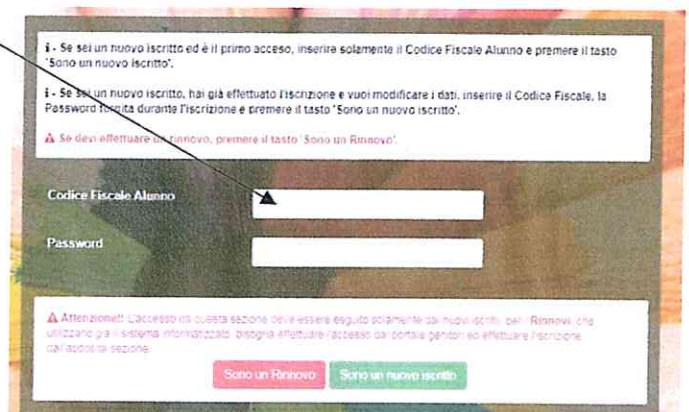 i - Se sei un nuovo iscritto ed è il primo accesso, inserire solamente il Codice Fiscale Alunno e premere il tasto
'Sono un nuovo iscritto'.
i - Se sei un nuovo iscritto, hai già effettuato l'iscrizione e vuoi modificare i dati, inserire il Codice Fiscale, la
Password fornita durante l'iscrizione e premere il tasto 'Sono un nuovo iscritto'.
Se devi effettuare un rinnovo, premere il tasto 'Sono un Rinnovo'.
Codice Fiscale Alunno
Password
Attenzione!! L'accesso da questa sezione deve essere eseguito solamente dai nuovi iscritti, per i Rinnovi, che
utilizzano già il sistema informatizzato, bisogna effettuare l'accesso dal portale genitori ed effettuare l'iscrizione
dall'apposita sezione.
Sono un Rinnovo Sono un nuovo iscritto